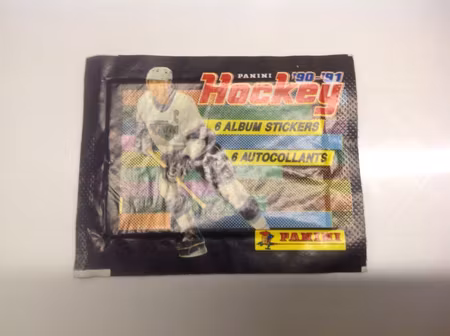 PANINI '90-'91
Hockey
6 ALBUM STICKERS
6 AUTOCOLLANTS
PANINI